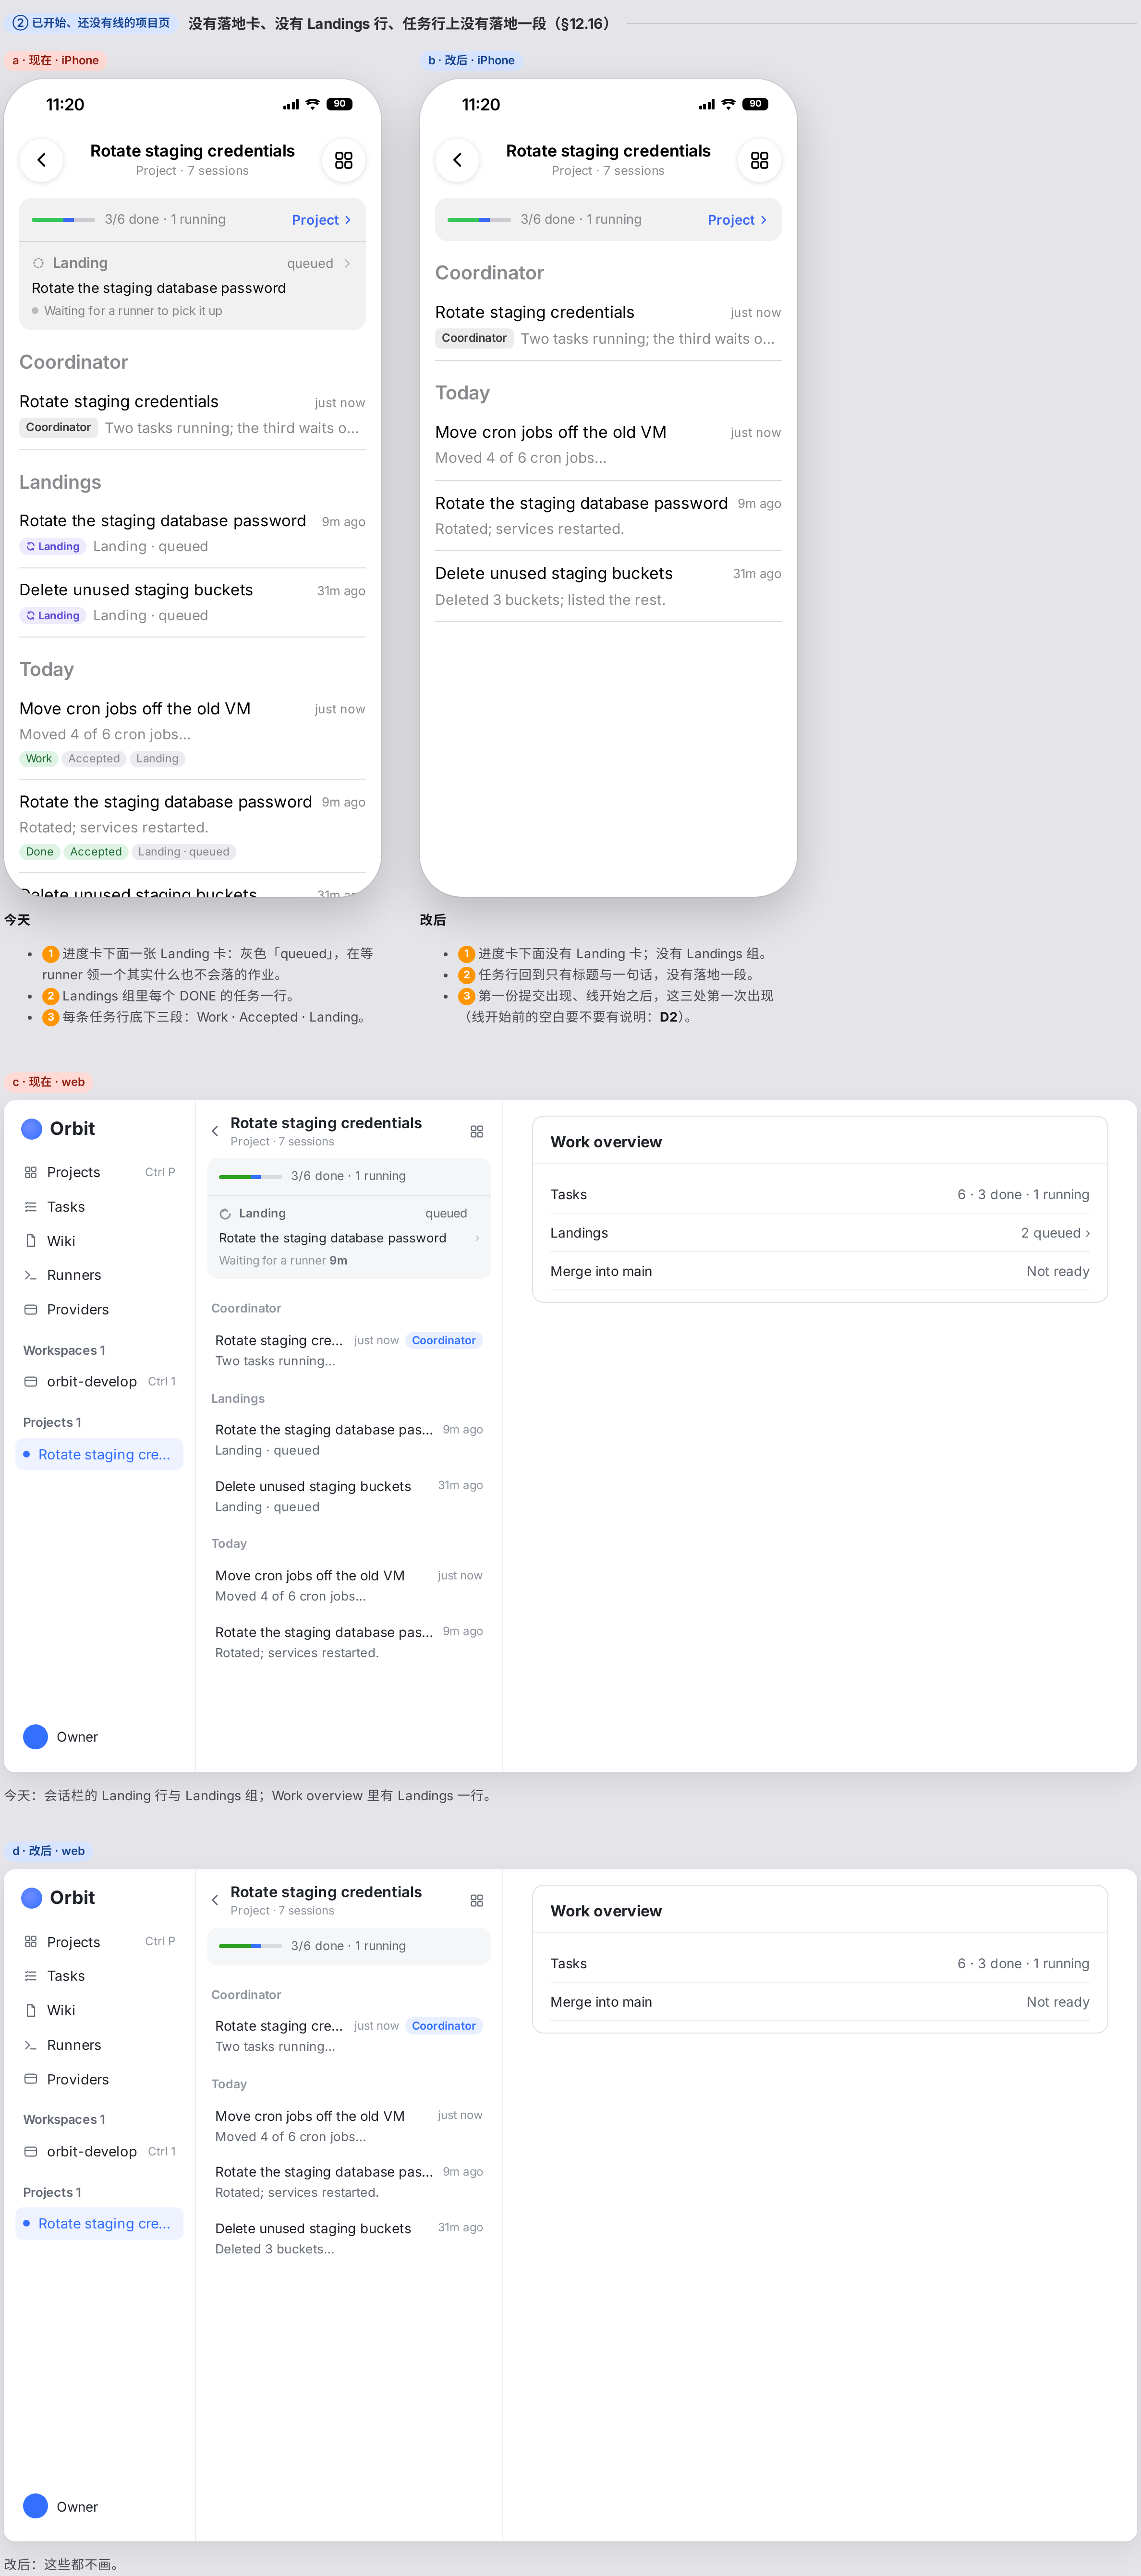 ② 已开始、还没有线的项目页
没有落地卡、没有 Landings 行、任务行上没有落地一段（§12.16）
a · 现在 · iPhone
11:20
90
Rotate staging credentials
Project · 7 sessions
3/6 done · 1 running
Project
Landing
queued
Rotate the staging database password
Waiting for a runner to pick it up
Coordinator
Rotate staging credentials
just now
Coordinator
Two tasks running; the third waits o...
Landings
Rotate the staging database password
9m ago
Landing
Landing · queued
Delete unused staging buckets
31m ago
Landing
Landing · queued
Today
Move cron jobs off the old VM
just now
Moved 4 of 6 cron jobs...
Work
Accepted
Landing
Rotate the staging database password
9m ago
Rotated; services restarted.
Done
Accepted
Landing · queued
Delete unused staging buckets
31m ago
今天
1 进度卡下面一张 Landing 卡：灰色「queued」，在等
runner 领一个其实什么也不会落的作业。
2 Landings 组里每个 DONE 的任务一行。
3 每条任务行底下三段：Work · Accepted · Landing。
b · 改后 · iPhone
11:20
90
Rotate staging credentials
Project · 7 sessions
3/6 done · 1 running
Project
Coordinator
Rotate staging credentials
just now
Coordinator
Two tasks running; the third waits o...
Today
Move cron jobs off the old VM
just now
Moved 4 of 6 cron jobs...
Rotate the staging database password
9m ago
Rotated; services restarted.
Delete unused staging buckets
31m ago
Deleted 3 buckets; listed the rest.
改后
1 进度卡下面没有 Landing 卡；没有 Landings 组。
2 任务行回到只有标题与一句话，没有落地一段。
3 第一份提交出现、线开始之后，这三处第一次出现
（线开始前的空白要不要有说明：D2）。
c · 现在 · web
Orbit
Projects
Ctrl P
Tasks
Wiki
Runners
Providers
Workspaces 1
orbit-develop
Ctrl 1
Projects 1
Rotate staging cre...
Owner
Rotate staging credentials
Project · 7 sessions
3/6 done · 1 running
Landing
queued
Rotate the staging database password
Waiting for a runner 9m
Coordinator
Rotate staging cre...
just now
Coordinator
Two tasks running...
Landings
Rotate the staging database pas...
9m ago
Landing · queued
Delete unused staging buckets
31m ago
Landing · queued
Today
Move cron jobs off the old VM
just now
Moved 4 of 6 cron jobs...
Rotate the staging database pas...
9m ago
Rotated; services restarted.
Work overview
Tasks
6 · 3 done · 1 running
Landings
2 queued ›
Merge into main
Not ready
今天：会话栏的 Landing 行与 Landings 组；Work overview 里有 Landings 一行。
d · 改后 · web
Orbit
Projects
Ctrl P
Tasks
Wiki
Runners
Providers
Workspaces 1
orbit-develop
Ctrl 1
Projects 1
Rotate staging cre...
Owner
Rotate staging credentials
Project · 7 sessions
3/6 done · 1 running
Coordinator
Rotate staging cre...
just now
Coordinator
Two tasks running...
Today
Move cron jobs off the old VM
just now
Moved 4 of 6 cron jobs...
Rotate the staging database pas...
9m ago
Rotated; services restarted.
Delete unused staging buckets
31m ago
Deleted 3 buckets...
Work overview
Tasks
6 · 3 done · 1 running
Merge into main
Not ready
改后：这些都不画。